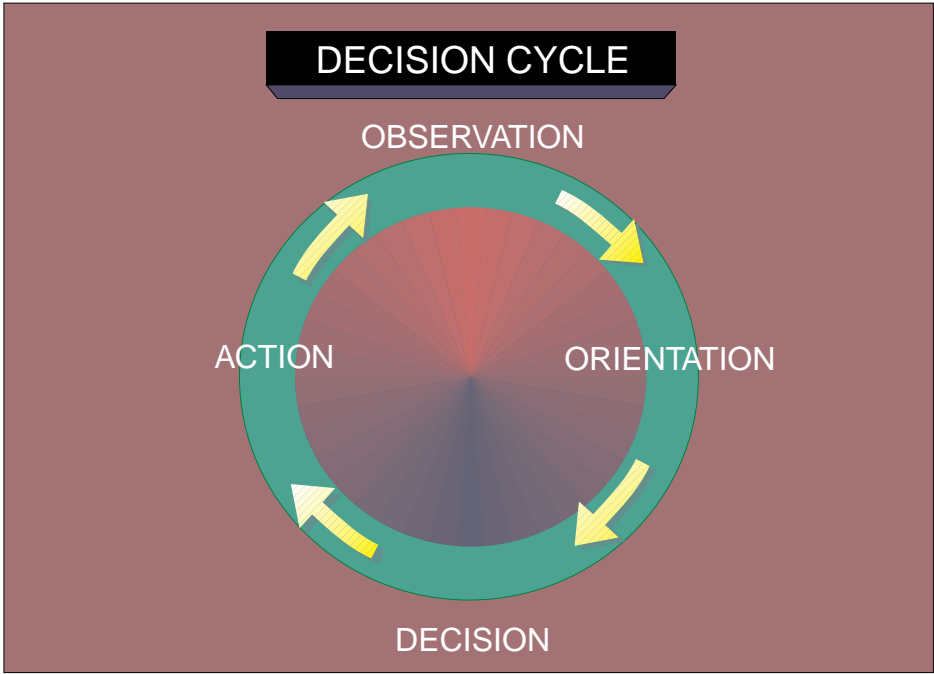 DECISION CYCLE
OBSERVATION
ACTION
ORIENTATION
DECISION